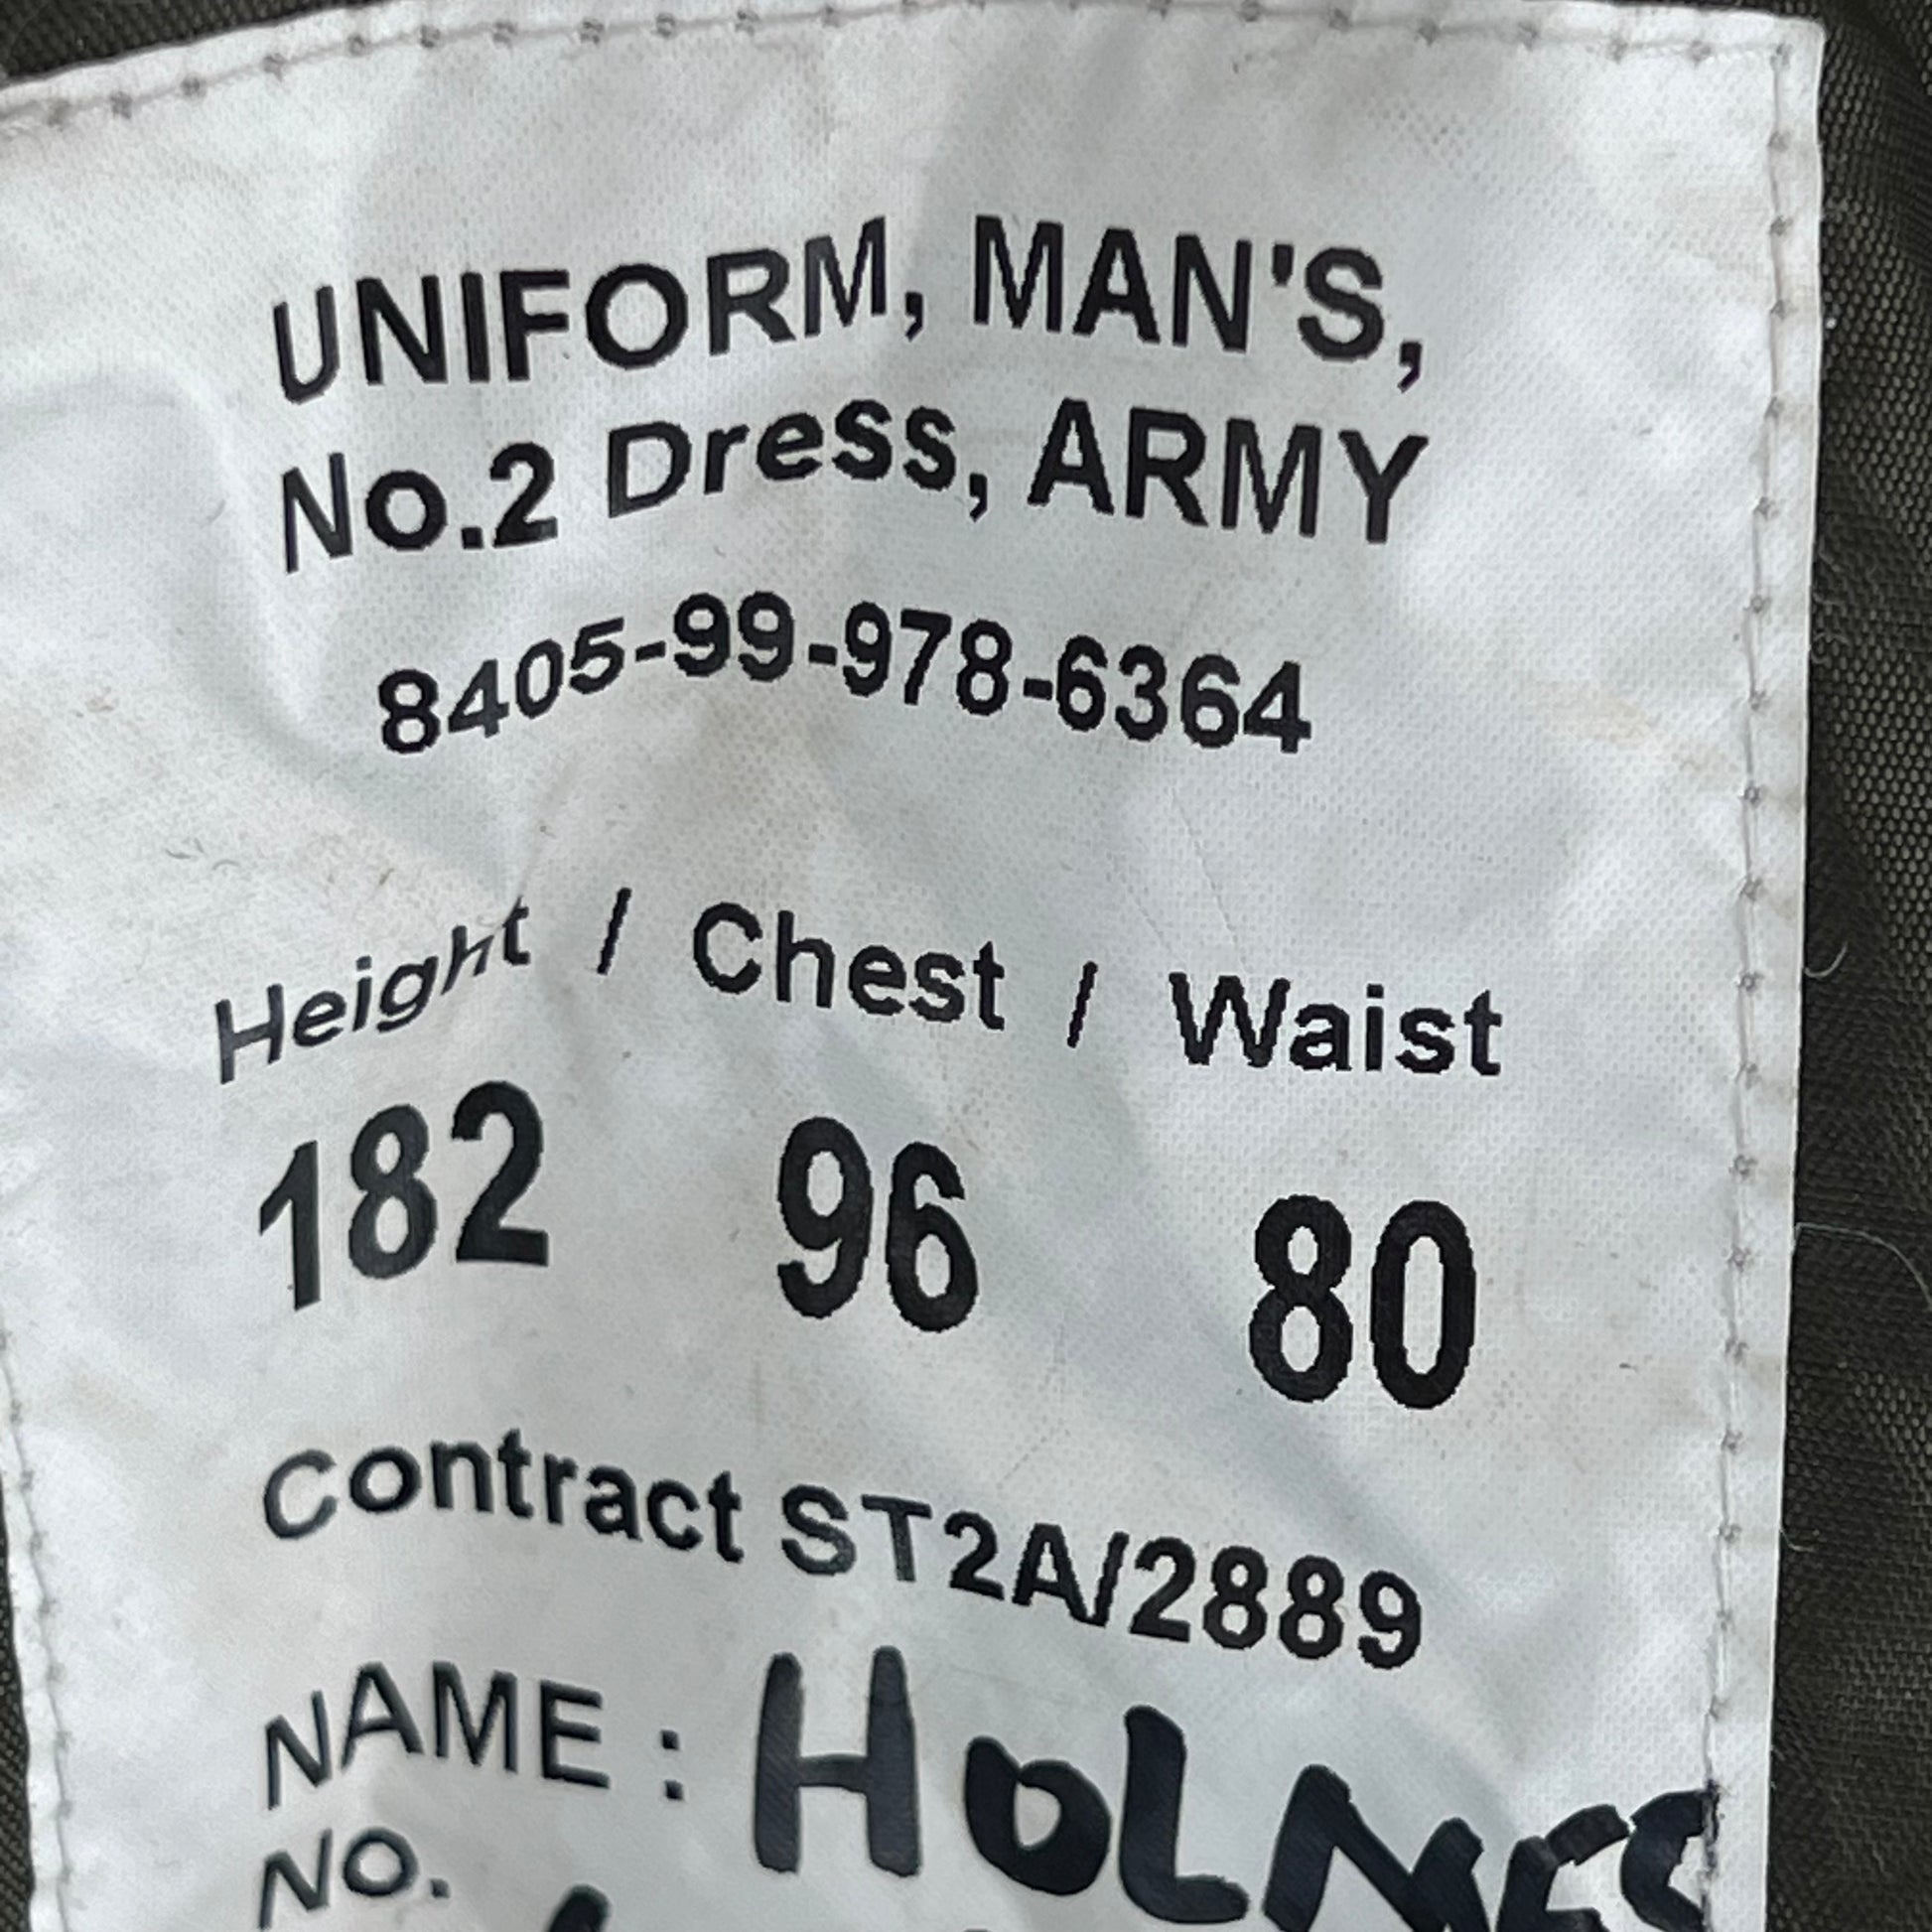 UNIFORM, MAN'S,
No.2 Dress, ARMY
8405-99-978-6364
Height / Chest / Waist
182 96 80
Contract ST2A/2889
NAME : HOLMES
NO.